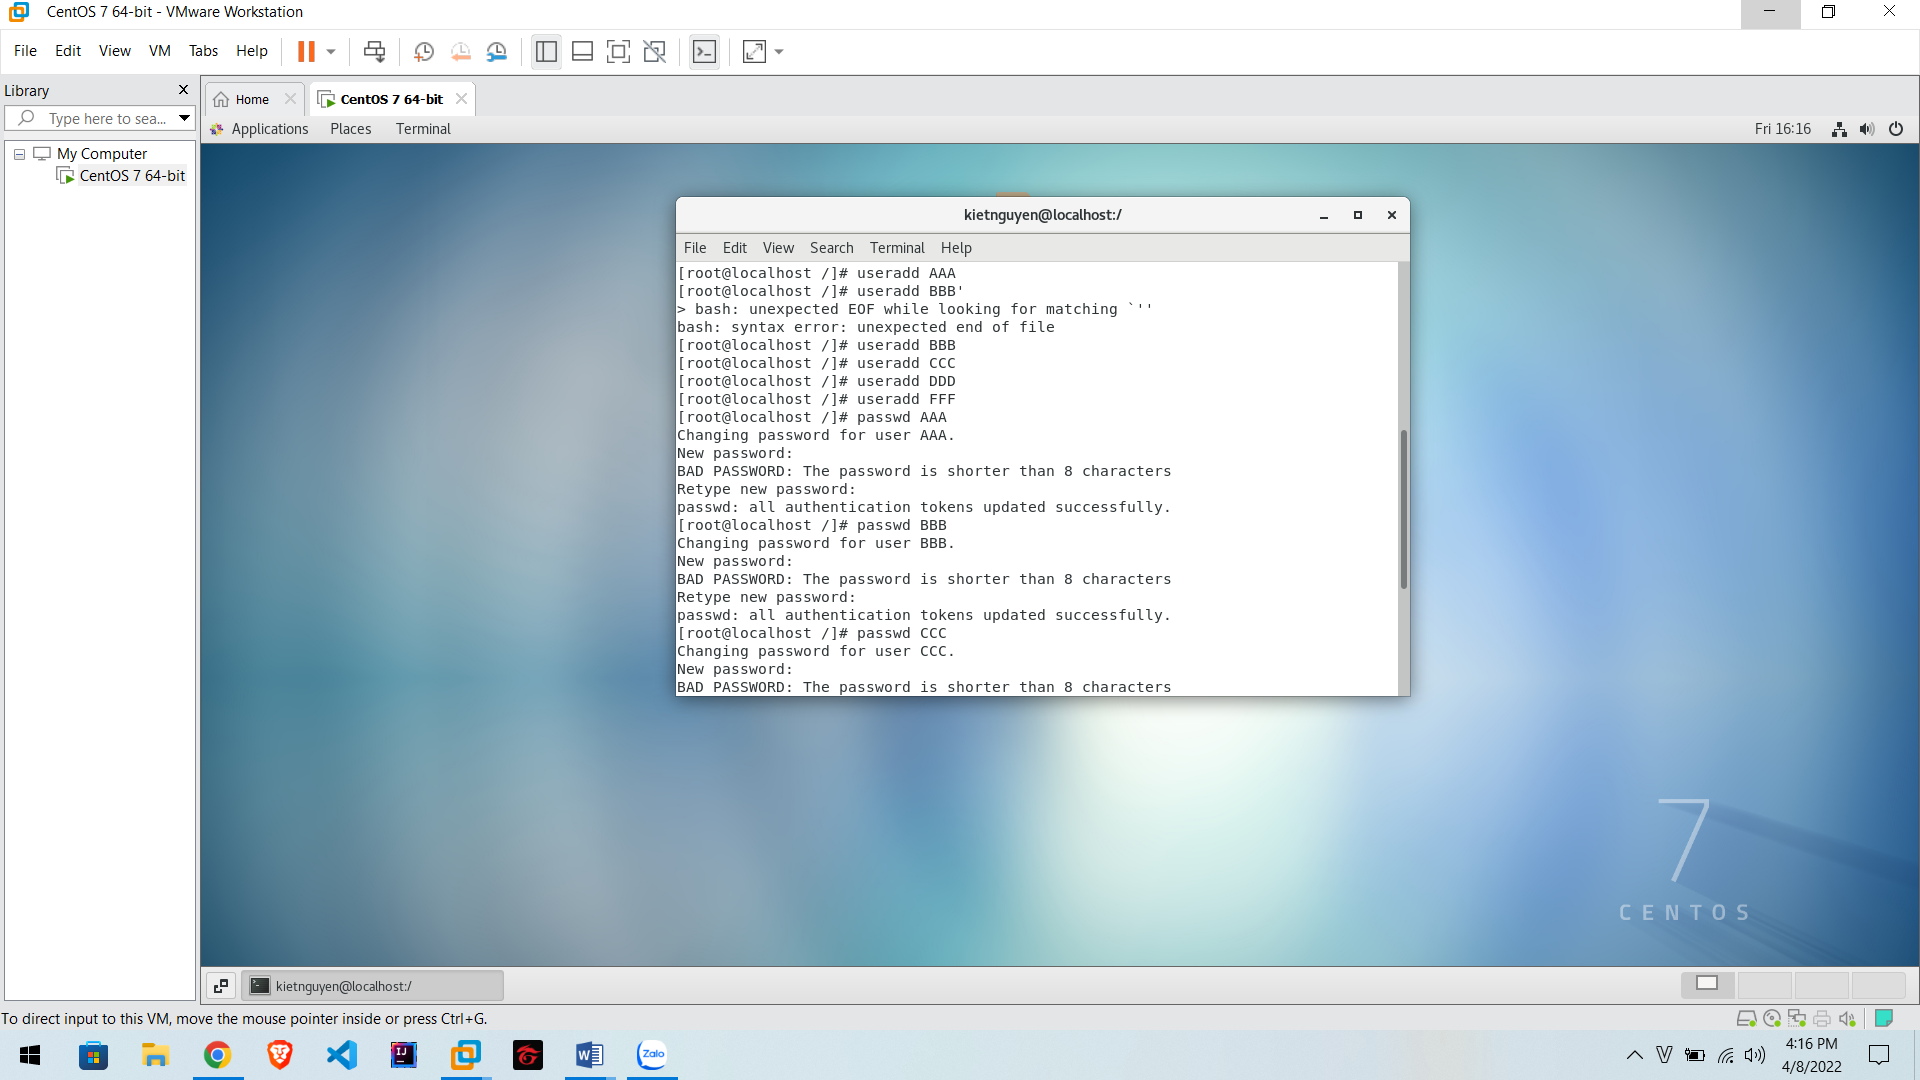 CentOS 7 64-bit - VMware Workstation
File Edit View VM Tabs Help
Library
Home
CentOS 7 64-bit
Type here to sea...
Applications Places Terminal
Fri 16:16
My Computer
CentOS 7 64-bit
kietnguyen@localhost:/
File Edit View Search Terminal Help
[root@localhost /]# useradd AAA
[root@localhost /]# useradd BBB'
> bash: unexpected EOF while looking for matching `''
bash: syntax error: unexpected end of file
[root@localhost /]# useradd BBB
[root@localhost /]# useradd CCC
[root@localhost /]# useradd DDD
[root@localhost /]# useradd FFF
[root@localhost /]# passwd AAA
Changing password for user AAA.
New password:
BAD PASSWORD: The password is shorter than 8 characters
Retype new password:
passwd: all authentication tokens updated successfully.
[root@localhost /]# passwd BBB
Changing password for user BBB.
New password:
BAD PASSWORD: The password is shorter than 8 characters
Retype new password:
passwd: all authentication tokens updated successfully.
[root@localhost /]# passwd CCC
Changing password for user CCC.
New password:
BAD PASSWORD: The password is shorter than 8 characters
7
CENTOS
kietnguyen@localhost:/
To direct input to this VM, move the mouse pointer inside or press Ctrl+G.
IJ
W
Zalo
V
4:16 PM
4/8/2022